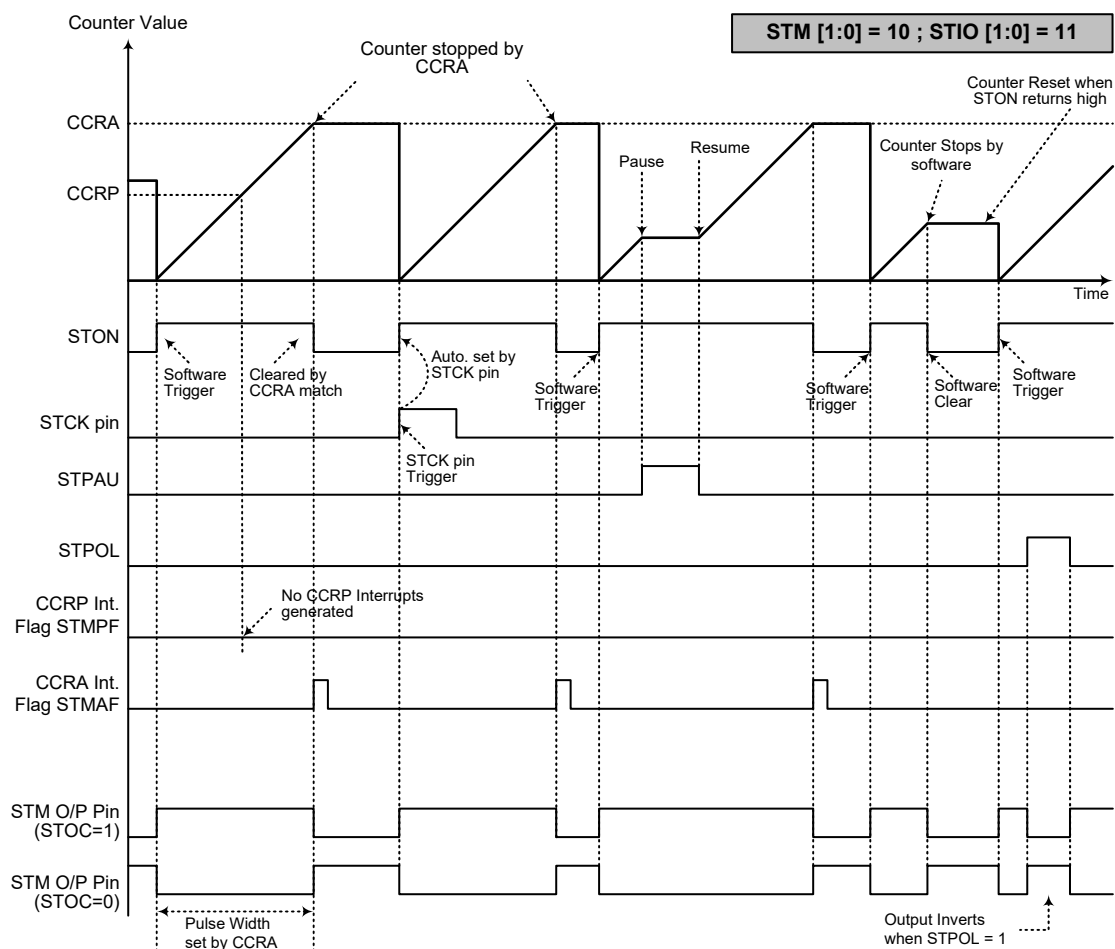 Counter Value
STM [1:0] = 10 ; STIO [1:0] = 11
Counter stopped by
CCRA
Counter Reset when
STON returns high
CCRA
Pause
Resume
Counter Stops by
software
CCRP
Time
STON
Software
Trigger
Cleared by
CCRA match
Auto. set by
STCK pin
Software
Trigger
Software
Trigger
Software
Clear
Software
Trigger
STCK pin
STCK pin
Trigger
STPAU
STPOL
CCRP Int.
Flag STMPF
No CCRP Interrupts
generated
CCRA Int.
Flag STMAF
STM O/P Pin
(STOC=1)
STM O/P Pin
(STOC=0)
Pulse Width
set by CCRA
Output Inverts
when STPOL = 1